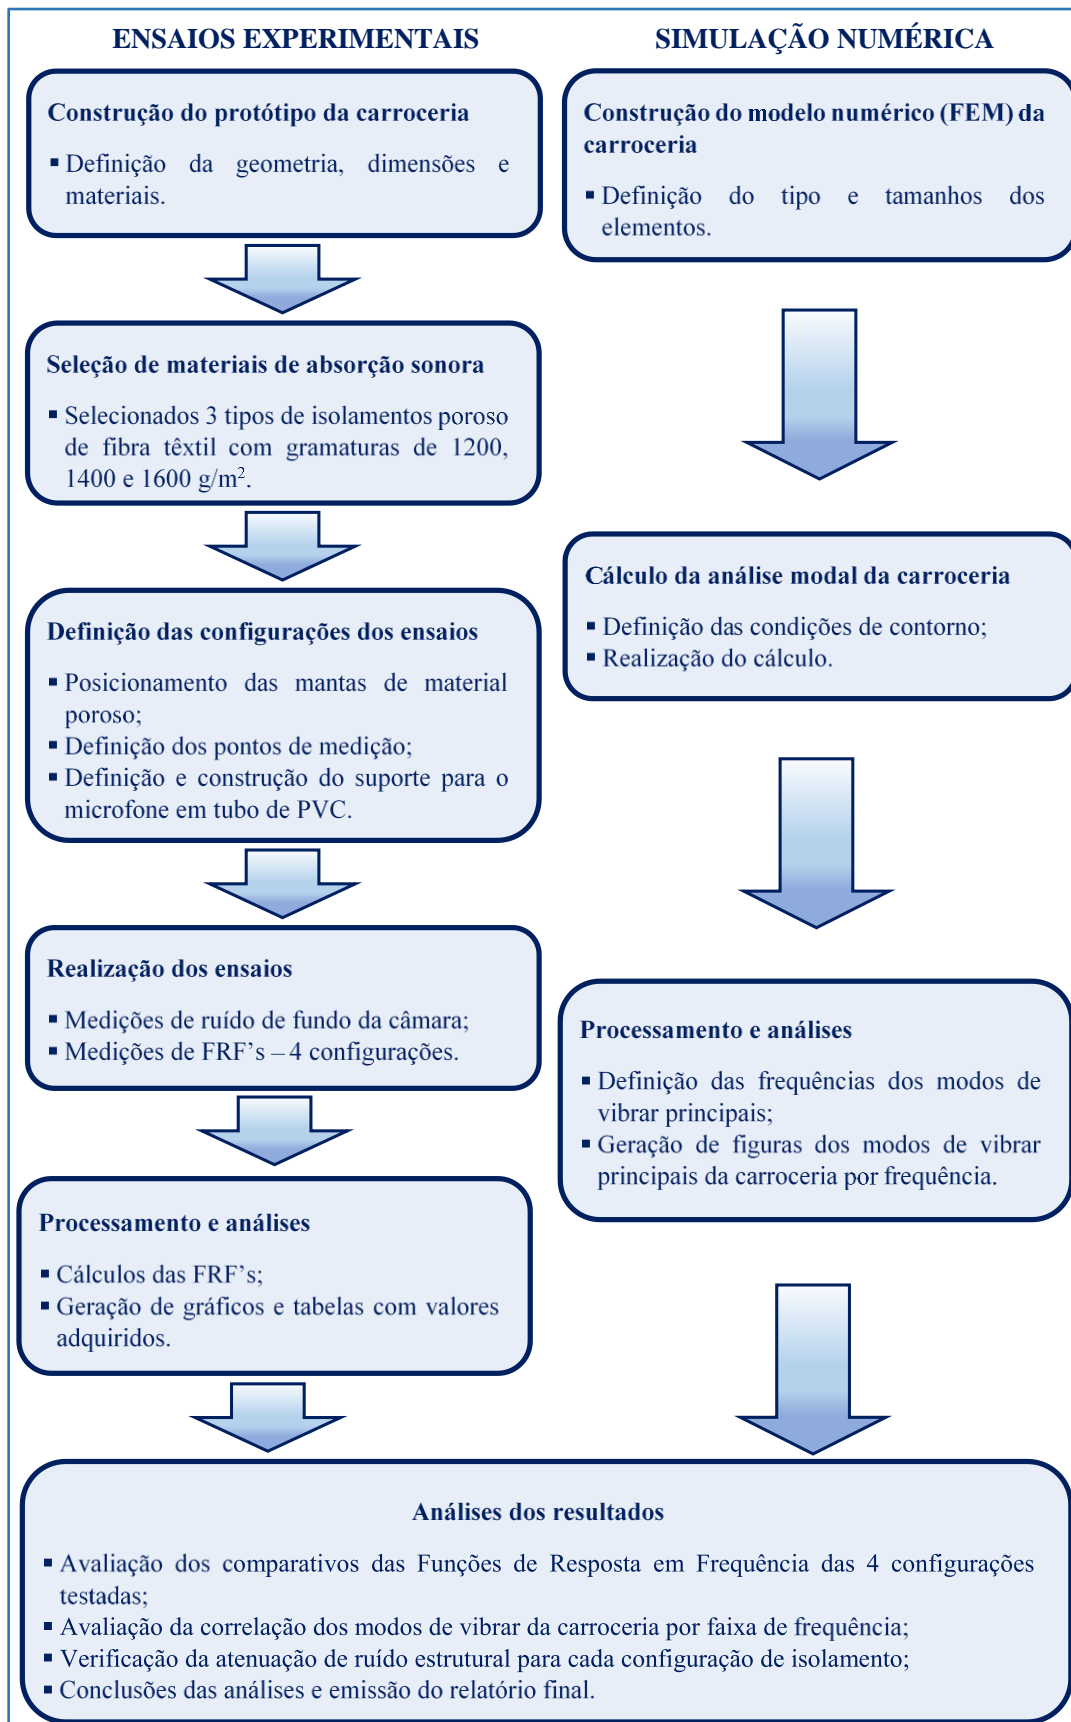 ENSAIOS EXPERIMENTAIS
Construção do protótipo da carroceria
▪ Definição da geometria, dimensões e
materiais.
Seleção de materiais de absorção sonora
▪ Selecionados 3 tipos de isolamentos poroso
de fibra têxtil com gramaturas de 1200,
1400 e 1600 g/m².
Definição das configurações dos ensaios
▪ Posicionamento das mantas de material
poroso;
▪ Definição dos pontos de medição;
▪ Definição e construção do suporte para o
microfone em tubo de PVC.
Realização dos ensaios
▪ Medições de ruído de fundo da câmara;
▪ Medições de FRF’s – 4 configurações.
Processamento e análises
▪ Cálculos das FRF’s;
▪ Geração de gráficos e tabelas com valores
adquiridos.
SIMULAÇÃO NUMÉRICA
Construção do modelo numérico (FEM) da
carroceria
▪ Definição do tipo e tamanhos dos
elementos.
Cálculo da análise modal da carroceria
▪ Definição das condições de contorno;
▪ Realização do cálculo.
Processamento e análises
▪ Definição das frequências dos modos de
vibrar principais;
▪ Geração de figuras dos modos de vibrar
principais da carroceria por frequência.
Análises dos resultados
▪ Avaliação dos comparativos das Funções de Resposta em Frequência das 4 configurações
testadas;
▪ Avaliação da correlação dos modos de vibrar da carroceria por faixa de frequência;
▪ Verificação da atenuação de ruído estrutural para cada configuração de isolamento;
▪ Conclusões das análises e emissão do relatório final.